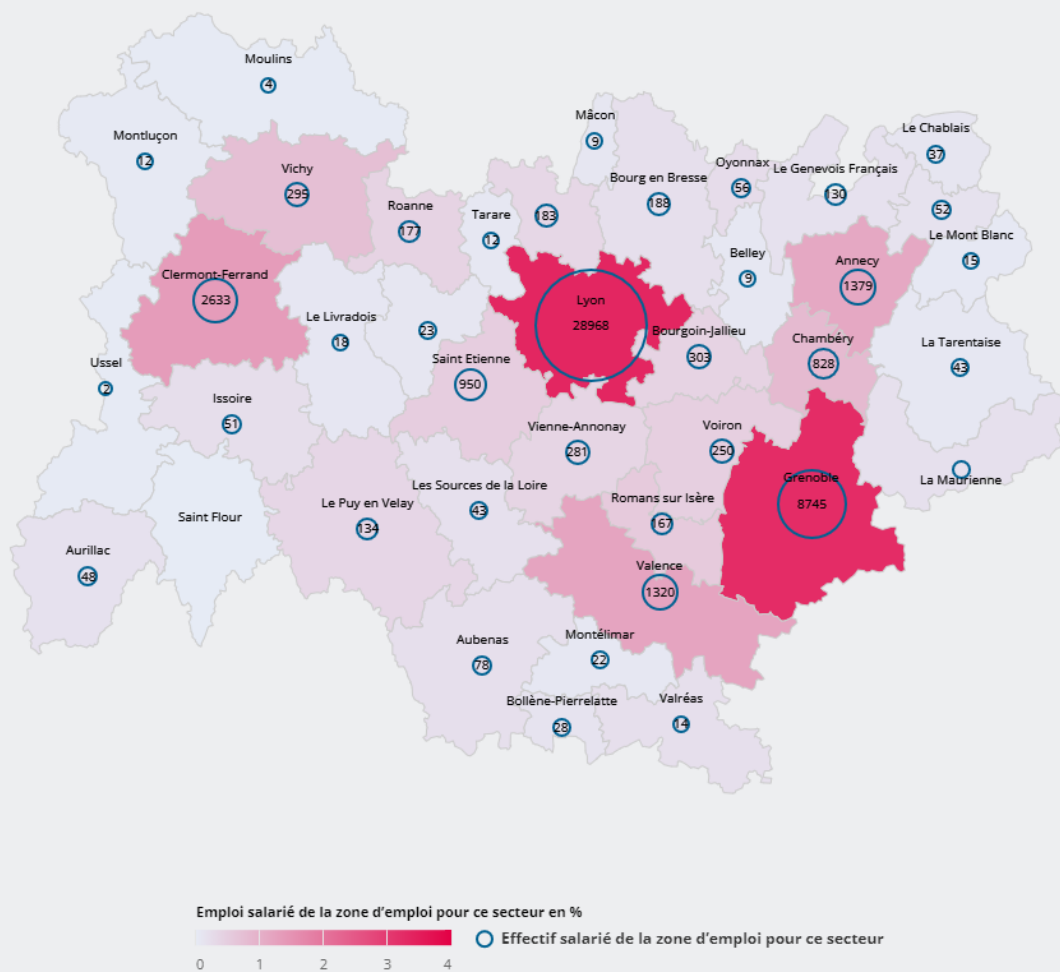 Moulins
4
Mâcon
9
Le Chablais
37
Montluçon
12
Vichy
295
Oyonnax
56
Le Genevois Français
130
Bourg en Bresse
188
Roanne
177
Tarare
12
183
52
Le Mont Blanc
15
Belley
9
Annecy
1379
Clermont-Ferrand
2633
Lyon
28968
Le Livradois
18
23
Bourgoin-Jallieu
303
Chambéry
828
La Tarentaise
43
Ussel
2
Saint Etienne
950
Issoire
51
Vienne-Annonay
281
Voiron
250
La Maurienne
Grenoble
8745
Les Sources de la Loire
43
Romans sur Isère
167
Le Puy en Velay
134
Saint Flour
Aurillac
48
Valence
1320
Aubenas
78
Montélimar
22
Bollène-Pierrelatte
28
Valréas
14
Emploi salarié de la zone d'emploi pour ce secteur en %
0 1 2 3 4
Effectif salarié de la zone d'emploi pour ce secteur